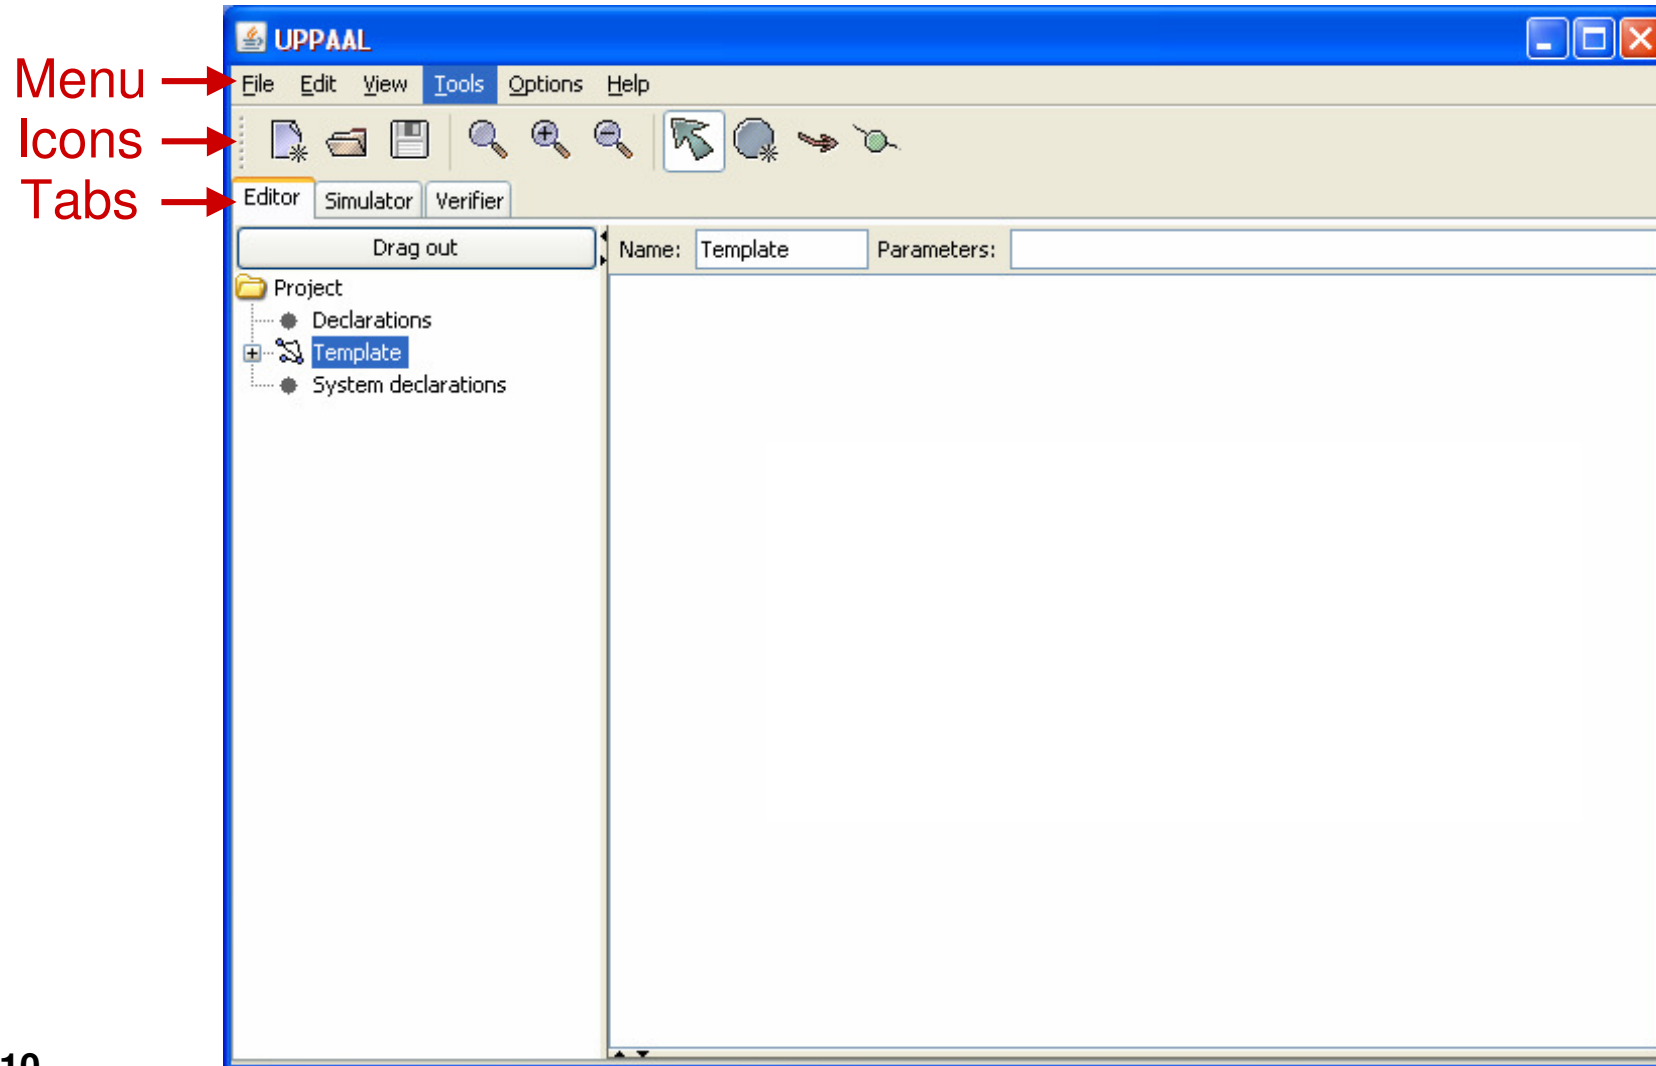 UPPAAL
Menu
File Edit View Tools Options Help
Icons
Tabs
Editor Simulator Verifier
Drag out
Name: Template Parameters:
Project
Declarations
Template
System declarations
10